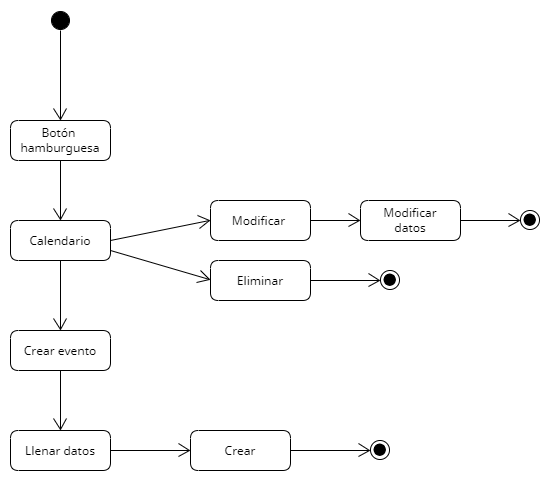 Botón
hamburguesa
Calendario
Modificar
Modificar
datos
Eliminar
Crear evento
Llenar datos
Crear